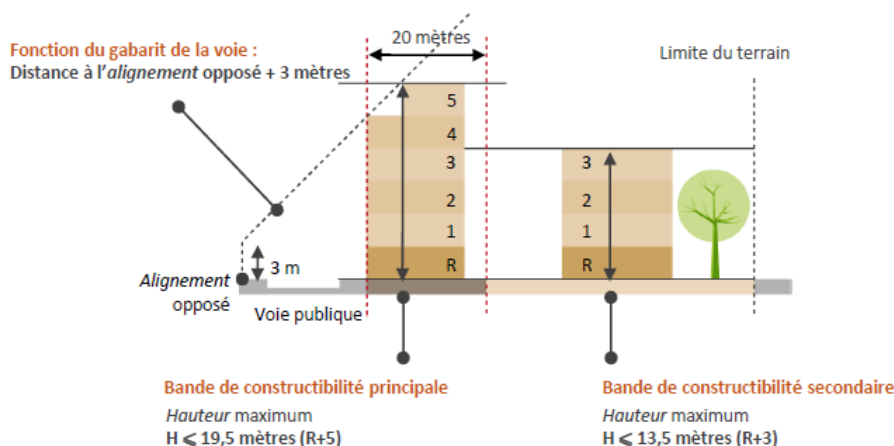 Fonction du gabarit de la voie :
Distance à l'alignement opposé + 3 mètres
20 mètres
Limite du terrain
5
4
3
2
1
R
3
2
1
R
3 m
Alignement
opposé
Voie publique
Bande de constructibilité principale
Hauteur maximum
H ⩽ 19,5 mètres (R+5)
Bande de constructibilité secondaire
Hauteur maximum
H ⩽ 13,5 mètres (R+3)